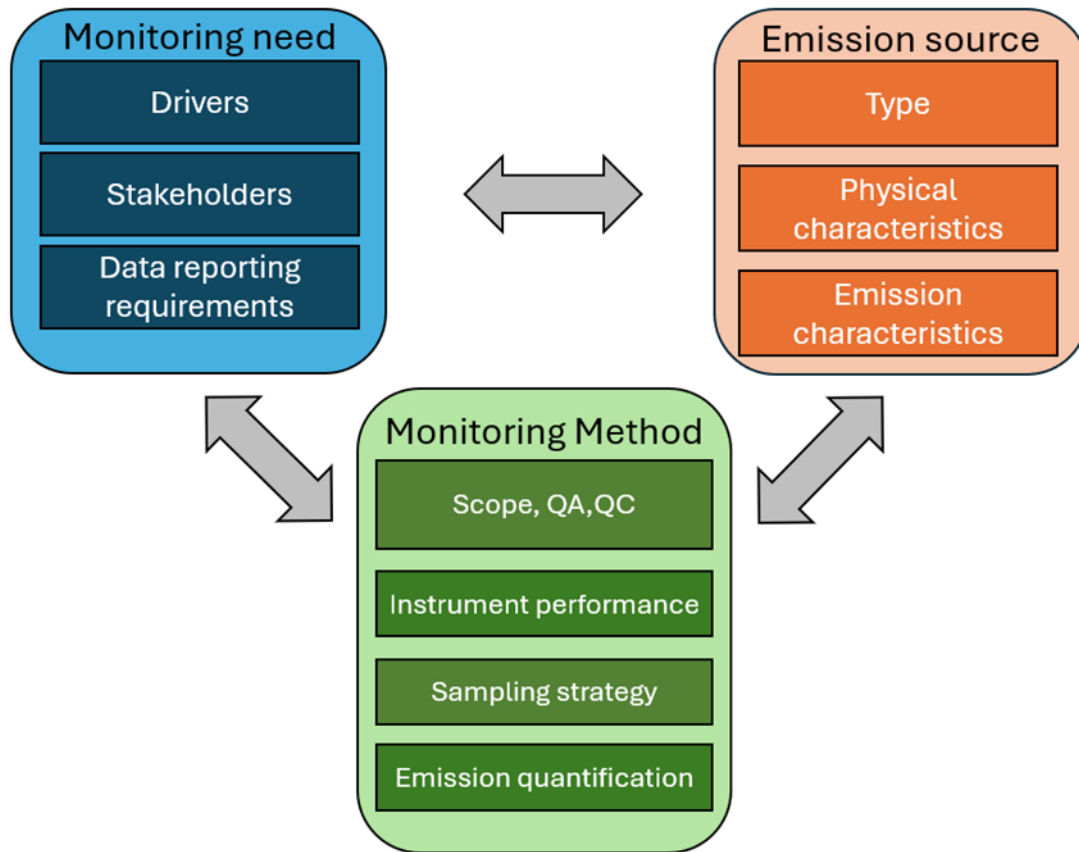 Monitoring need
Drivers
Stakeholders
Data reporting
requirements
Emission source
Type
Physical
characteristics
Emission
characteristics
Monitoring Method
Scope, QA,QC
Instrument performance
Sampling strategy
Emission quantification